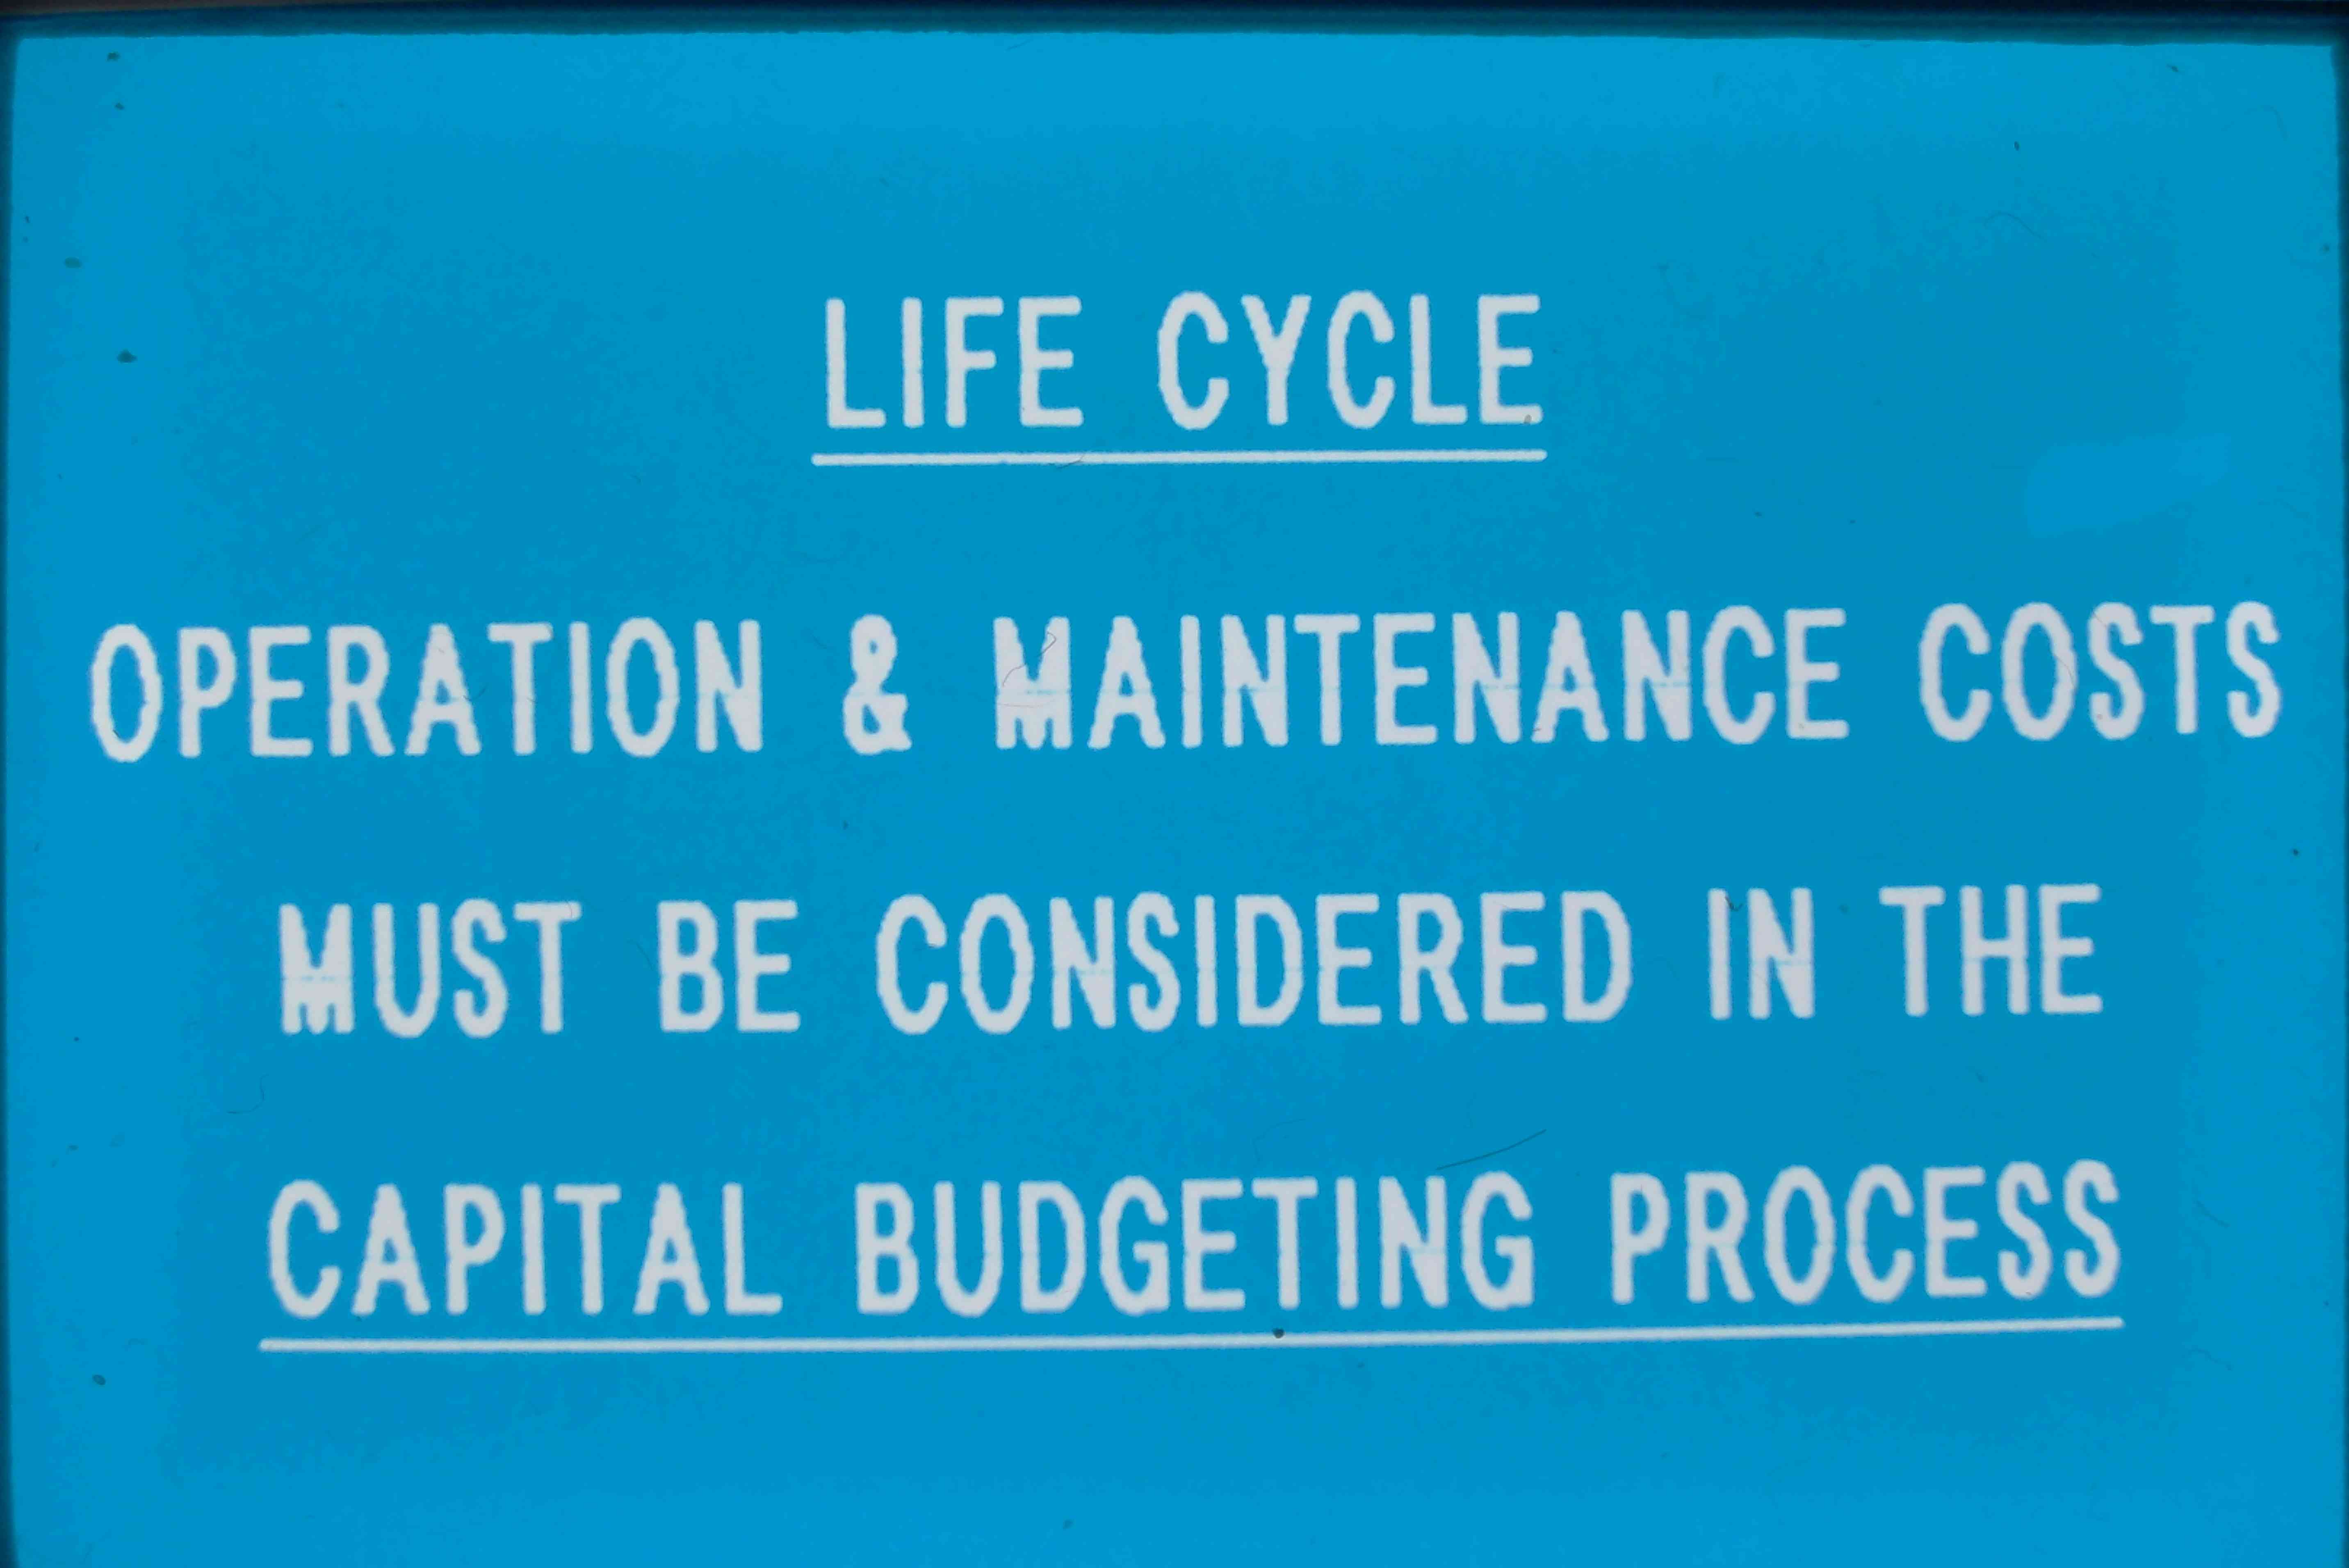 LIFE CYCLE
OPERATION & MAINTENANCE COSTS
MUST BE CONSIDERED IN THE
CAPITAL BUDGETING PROCESS